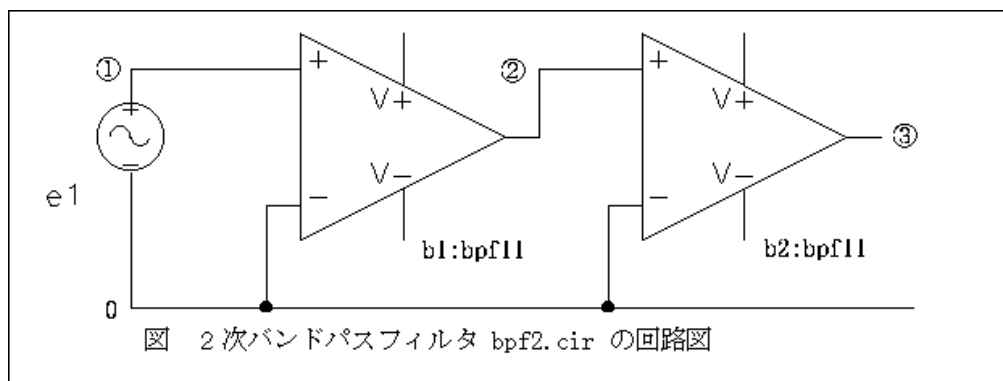 ①
②
③
+
V+
V−
−
+
V+
V−
−
+
−
e1
b1:bpf11
b2:bpf11
0
図 2次バンドパスフィルタ bpf2.cir の回路図